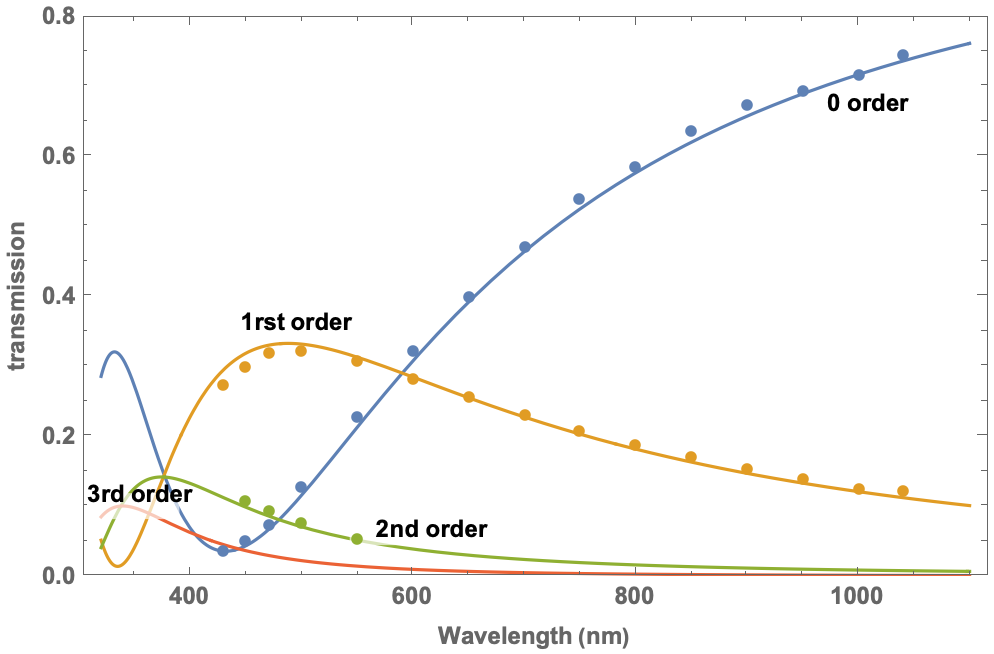 0.8
0.6
0.4
0.2
0.0
transmission
0 order
1rst order
3rd order
2nd order
400
600
800
1000
Wavelength (nm)